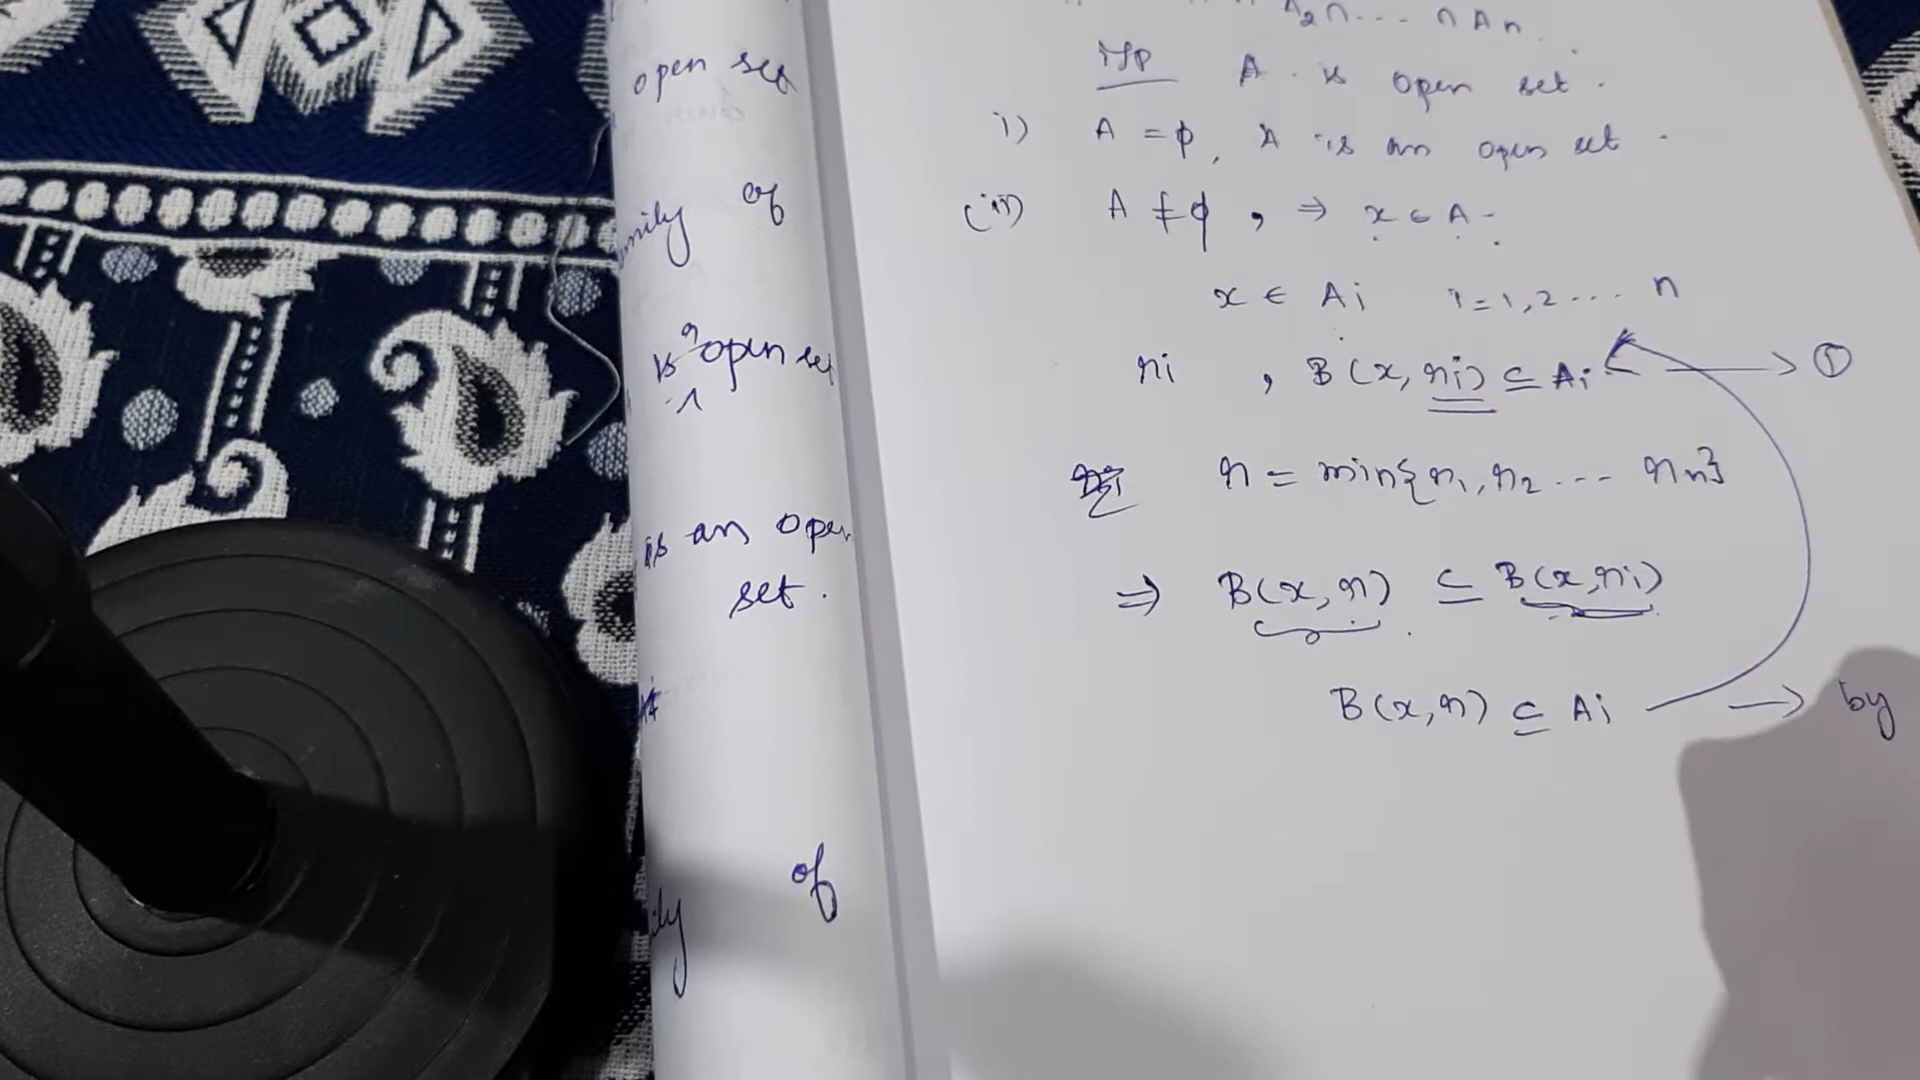 open set
of
is a open set
is an open
set.
of
A₂ ∩ ... ∩ Aₙ.
TP A is open set.
i) A = ϕ, A is an open set.
(ii) A ≠ ϕ, ⇒ x ∈ A.
x ∈ Ai i = 1, 2 ... n
ri , B(x, ri) ⊆ Ai → ①
r = min{r₁, r₂ ... rₙ}
⇒ B(x, r) ⊆ B(x, ri)
B(x, r) ⊆ Ai → by